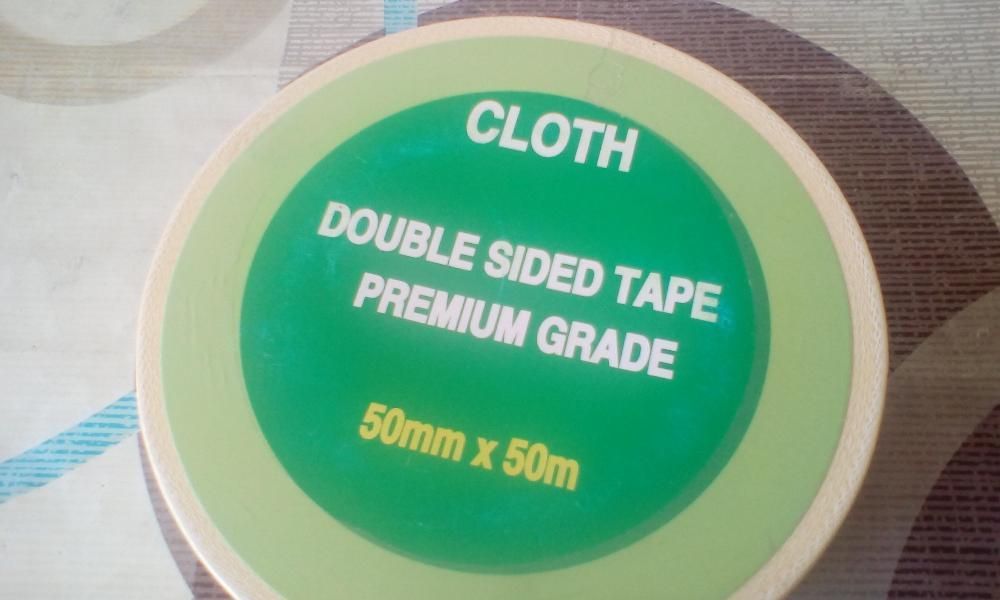 CLOTH
DOUBLE SIDED TAPE
PREMIUM GRADE
50mm x 50m